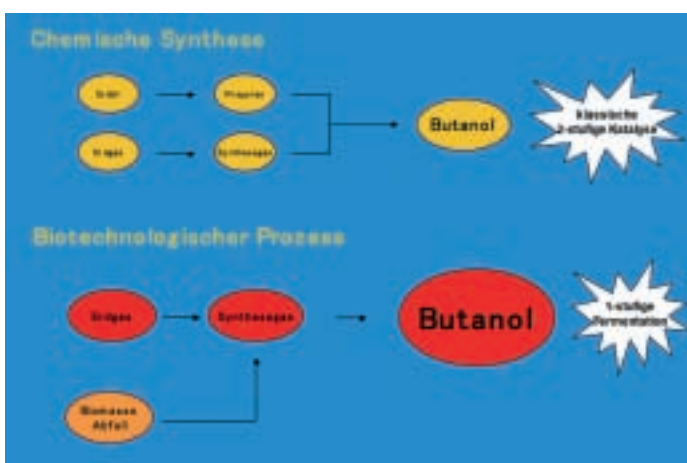 Chemische Synthese
Erdöl
Propylen
Erdgas
Synthesegas
Butanol
Klassische
2-stufige Katalyse
Biotechnologischer Prozess
Erdgas
Synthesegas
Butanol
1-stufige
Fermentation
Biomasse
Abfall